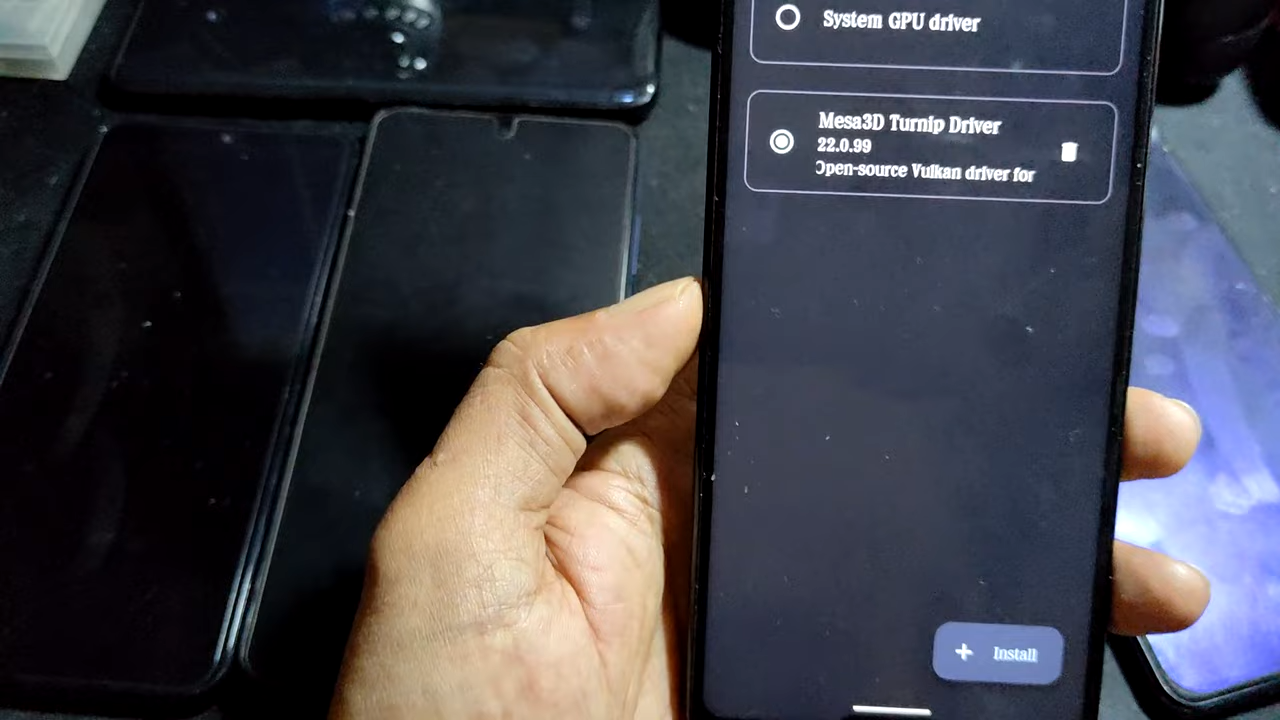 System GPU driver
Mesa3D Turnip Driver
22.0.99
Open-source Vulkan driver for
Install